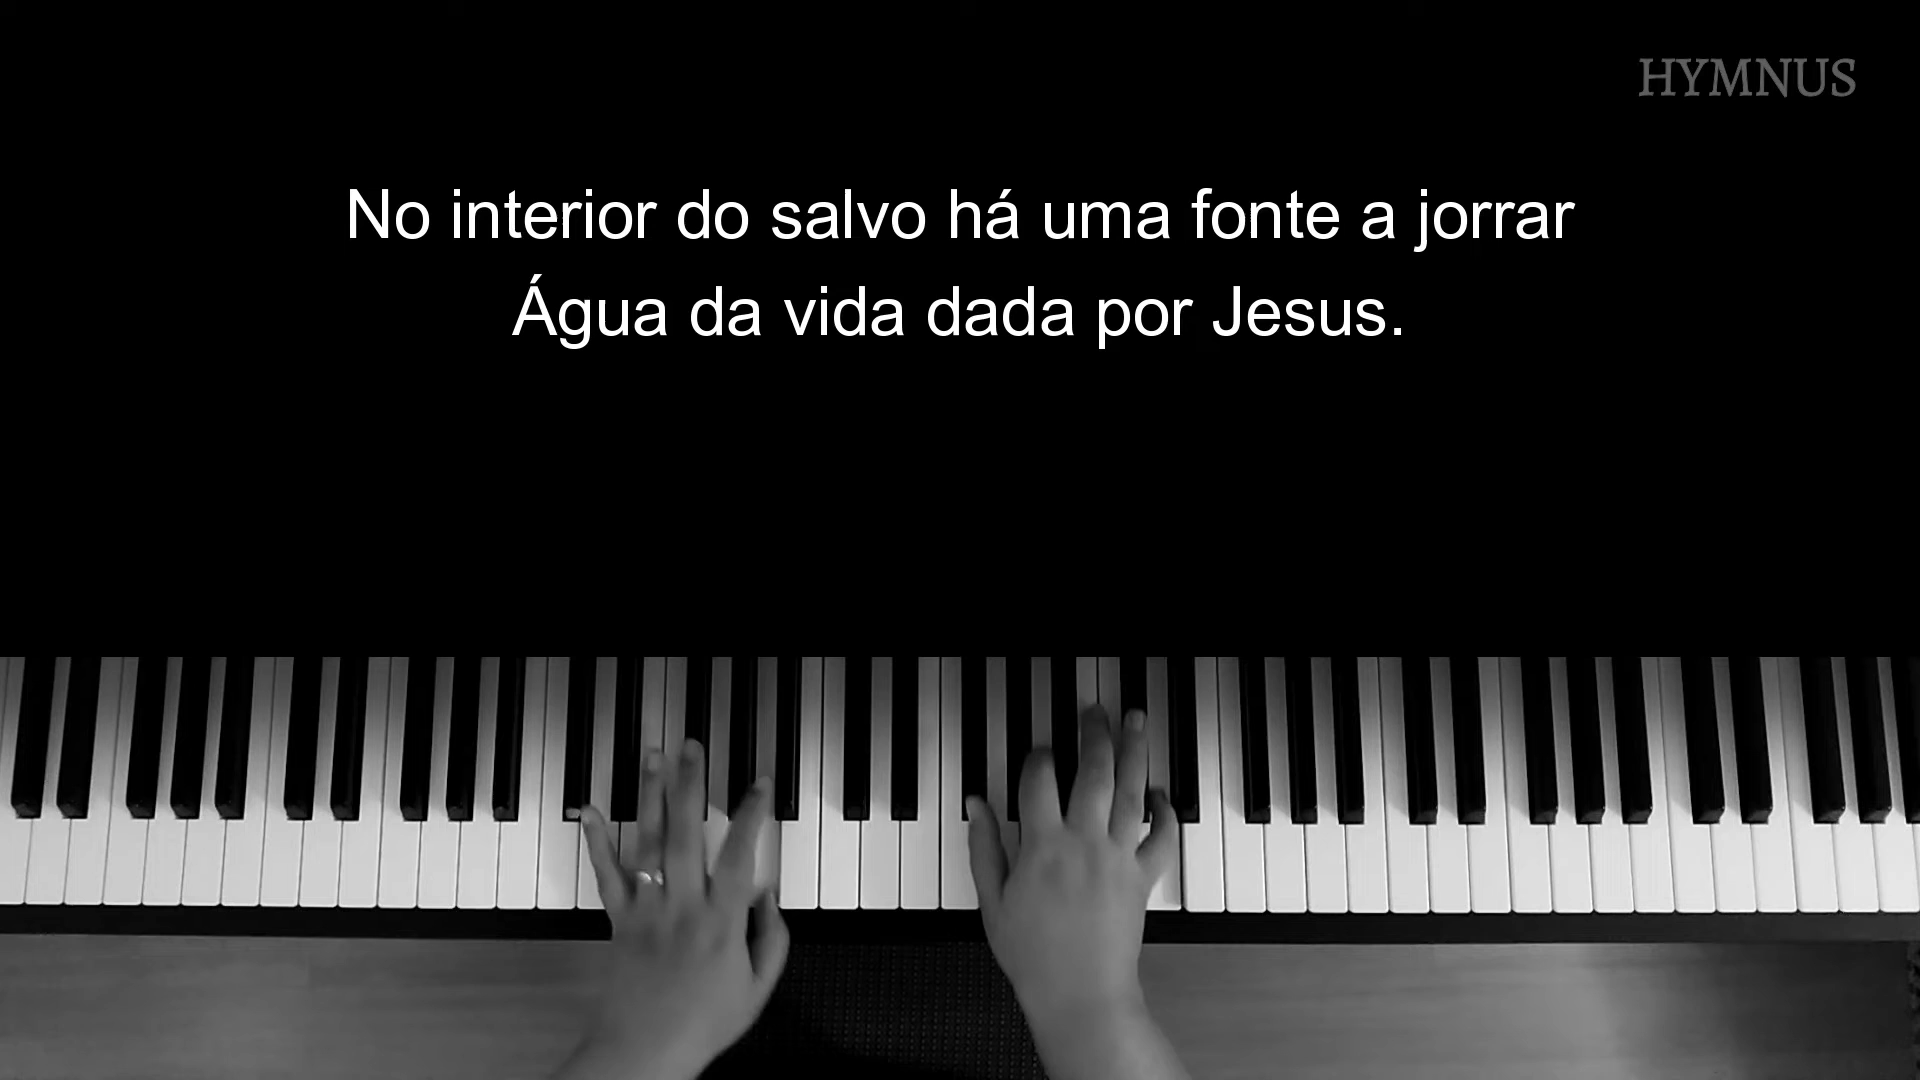 HYMNUS
No interior do salvo há uma fonte a jorrar
Água da vida dada por Jesus.